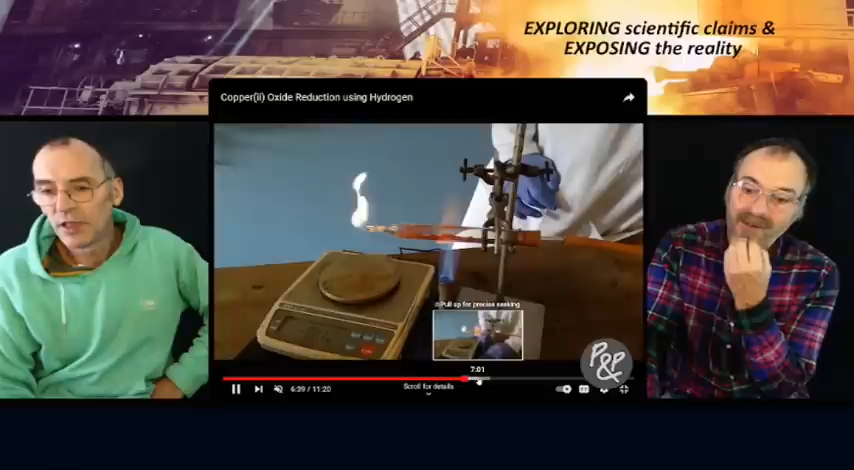 EXPLORING scientific claims &
EXPOSING the reality
Copper(ii) Oxide Reduction using Hydrogen
Pull up for precise seeking
P&P
7:01
6:39 / 11:20
Scroll for details